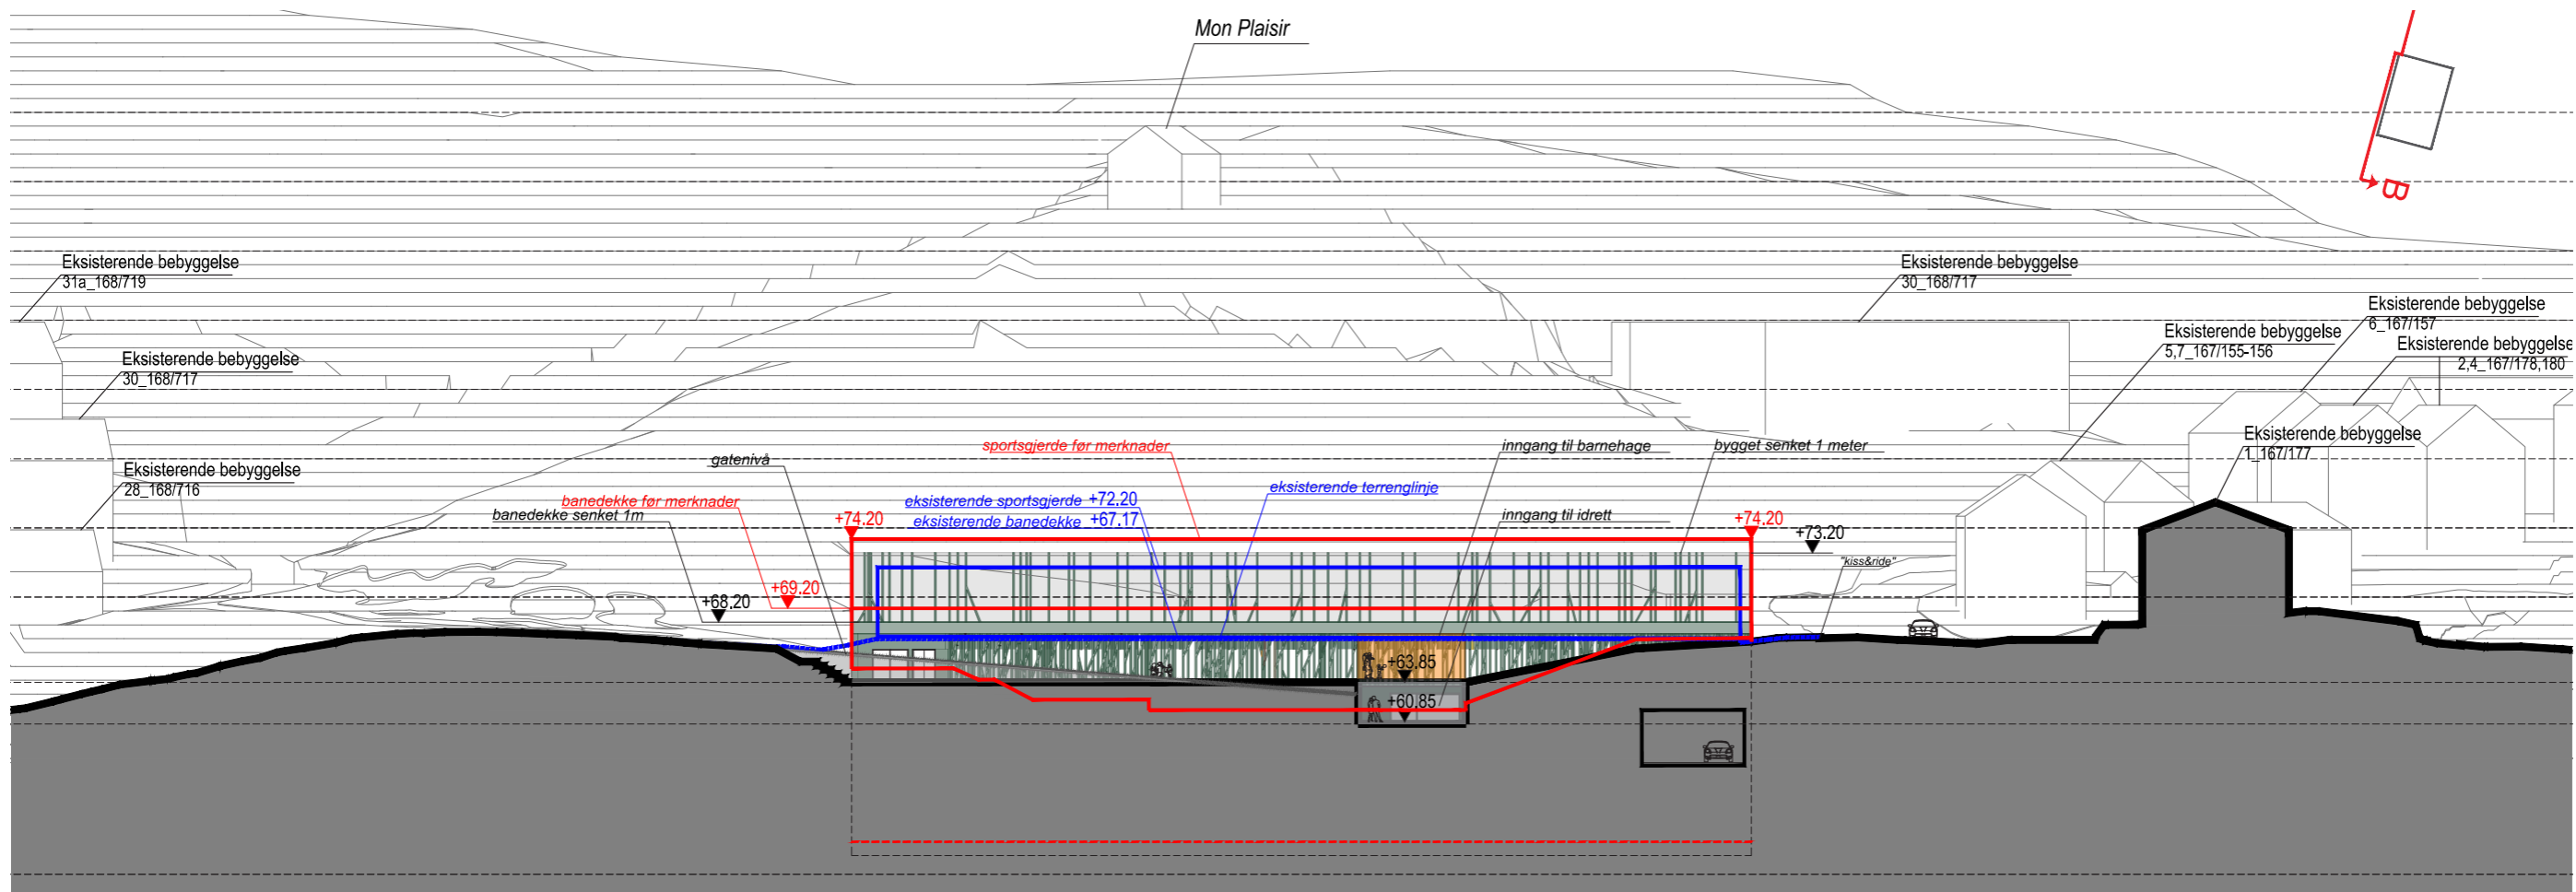 Mon Plaisir
B
Eksisterende bebyggelse
31a_168/719
Eksisterende bebyggelse
30_168/717
Eksisterende bebyggelse
6_167/157
Eksisterende bebyggelse
5,7_167/155-156
Eksisterende bebyggelse
2,4_167/178,180
Eksisterende bebyggelse
30_168/717
Eksisterende bebyggelse
1_167/177
sportsgjerde før merknader
inngang til barnehage
bygget senket 1 meter
gatenivå
Eksisterende bebyggelse
28_168/716
banedekke før merknader
banedekke senket 1m
eksisterende sportsgjerde +72.20
eksisterende banedekke +67.17
eksisterende terrenglinje
inngang til idrett
+74.20
+74.20
+73.20
"kiss&ride"
+69.20
+68.20
+63.85
+60.85